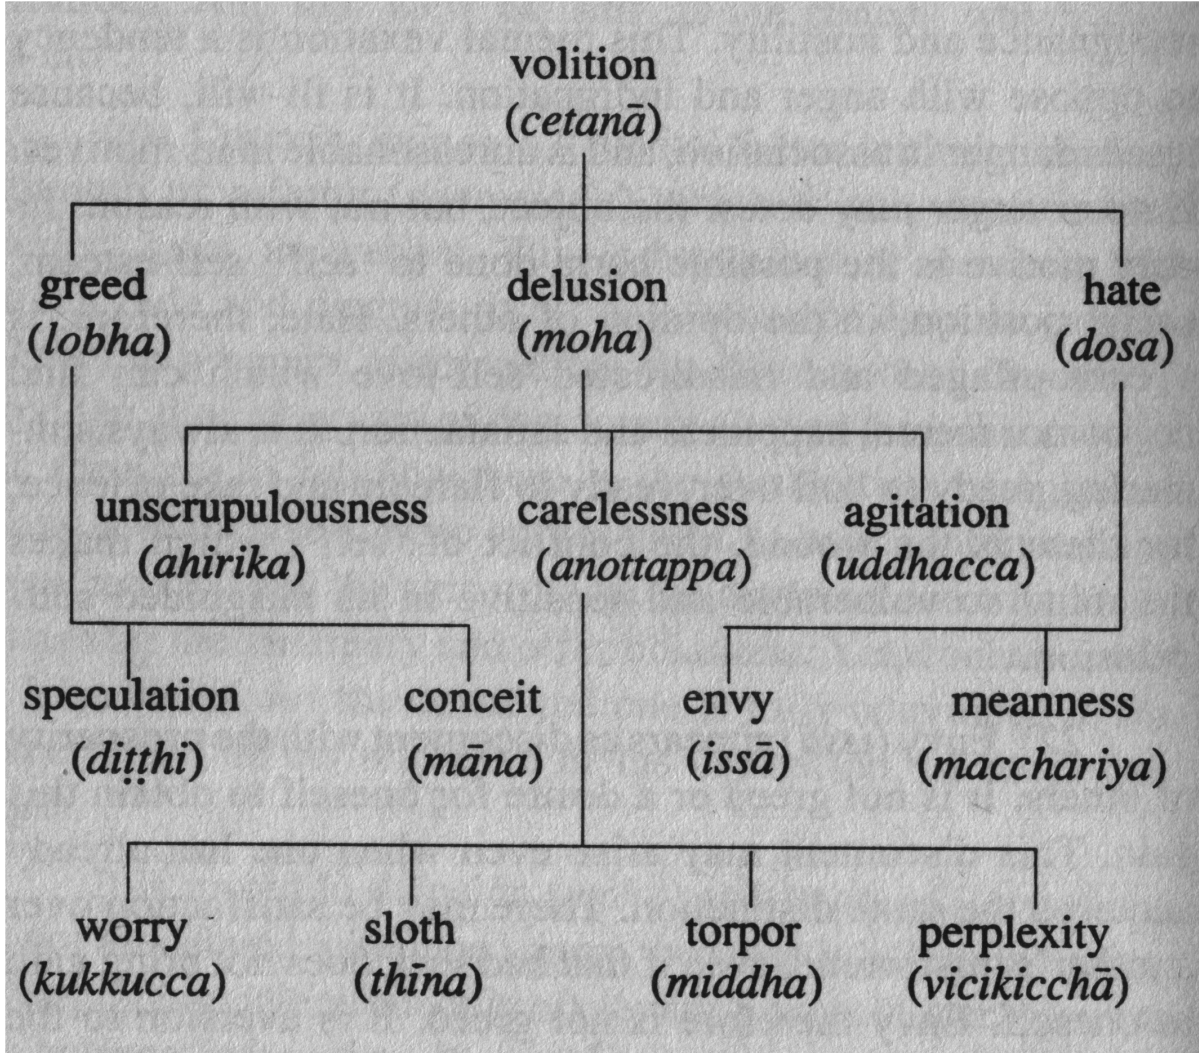 volition
(cetanā)
greed
(lobha)
delusion
(moha)
hate
(dosa)
unscrupulousness
(ahirika)
carelessness
(anottappa)
agitation
(uddhacca)
speculation
(diṭṭhi)
conceit
(māna)
envy
(issā)
meanness
(macchariya)
worry
(kukkucca)
sloth
(thīna)
torpor
(middha)
perplexity
(vicikicchā)